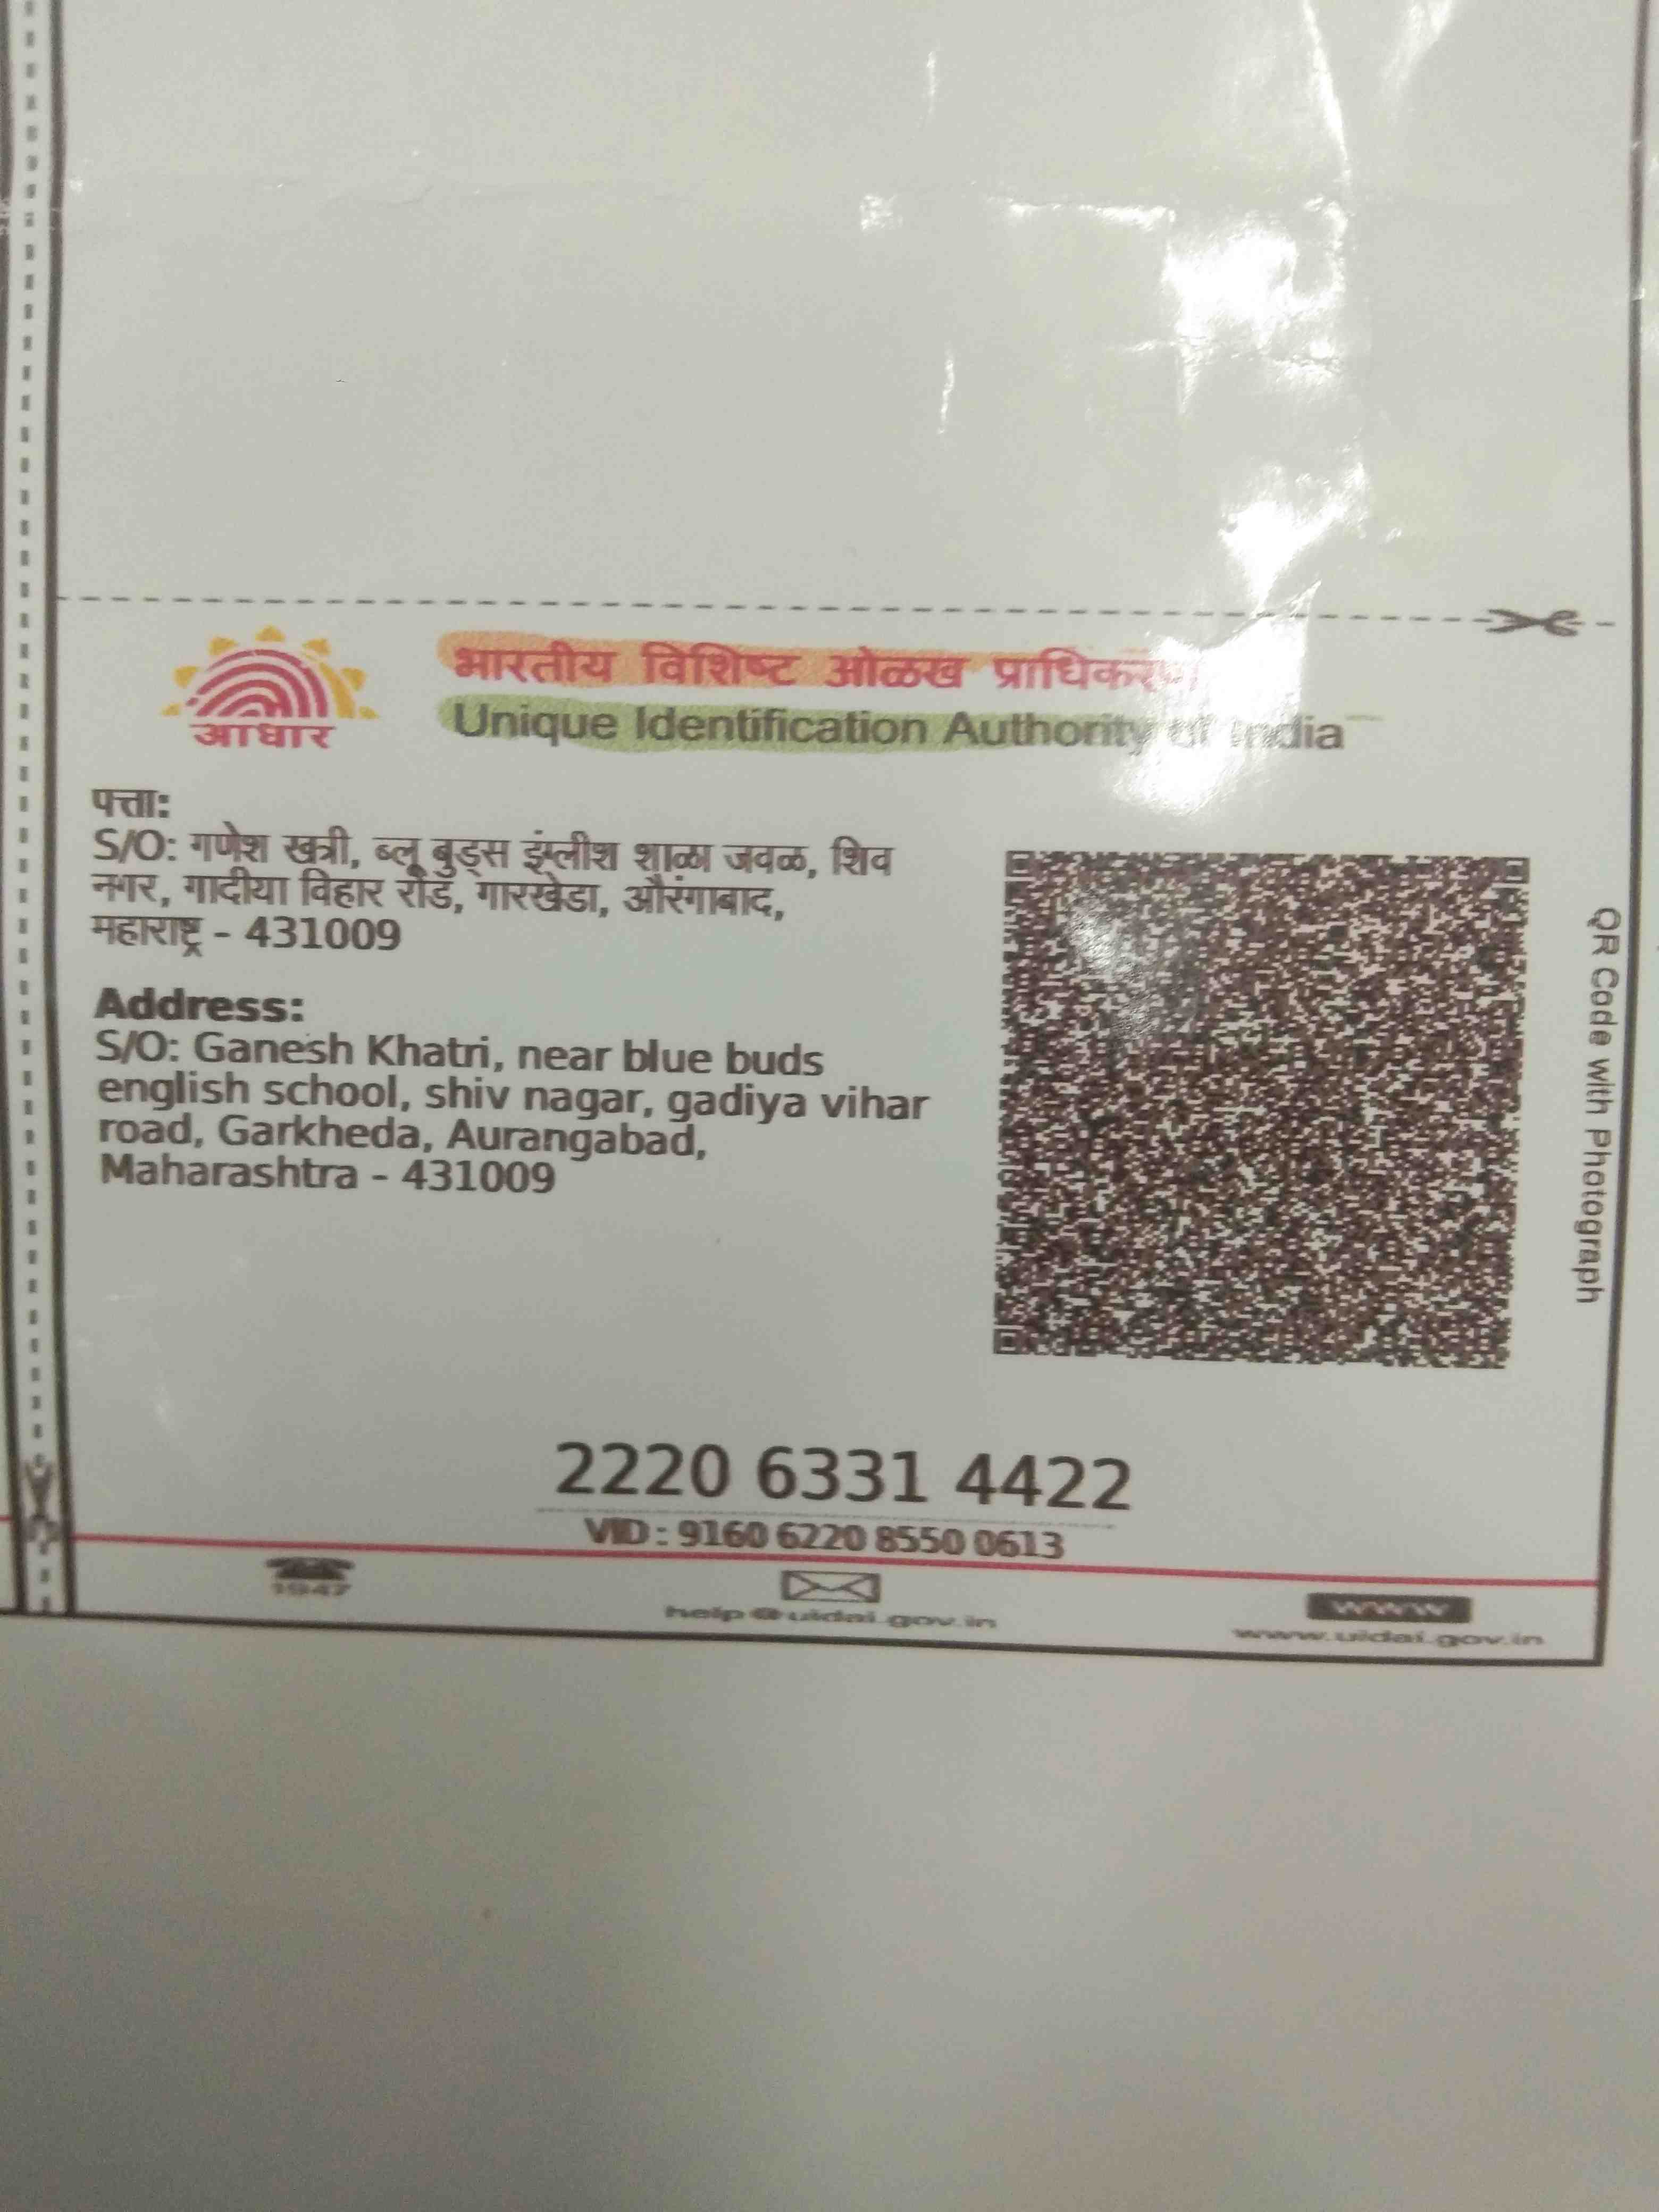 आधार
भारतीय विशिष्ट ओळख प्राधिकरण
Unique Identification Authority of India
पत्ता:
S/O: गणेश खत्री, ब्लू बुड्स इंग्लीश शाळा जवळ, शिव
नगर, गादीया विहार रोड, गारखेडा, औरंगाबाद,
महाराष्ट्र - 431009
Address:
S/O: Ganesh Khatri, near blue buds
english school, shiv nagar, gadiya vihar
road, Garkheda, Aurangabad,
Maharashtra - 431009
QR Code with Photograph
2220 6331 4422
VID : 9160 6220 8550 0613
1947
help@uidai.gov.in
www
www.uidai.gov.in